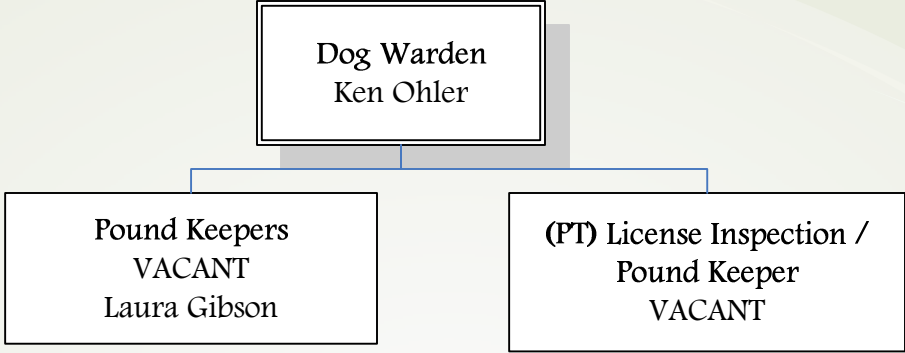 Dog Warden
Ken Ohler
Pound Keepers
VACANT
Laura Gibson
(PT) License Inspection /
Pound Keeper
VACANT